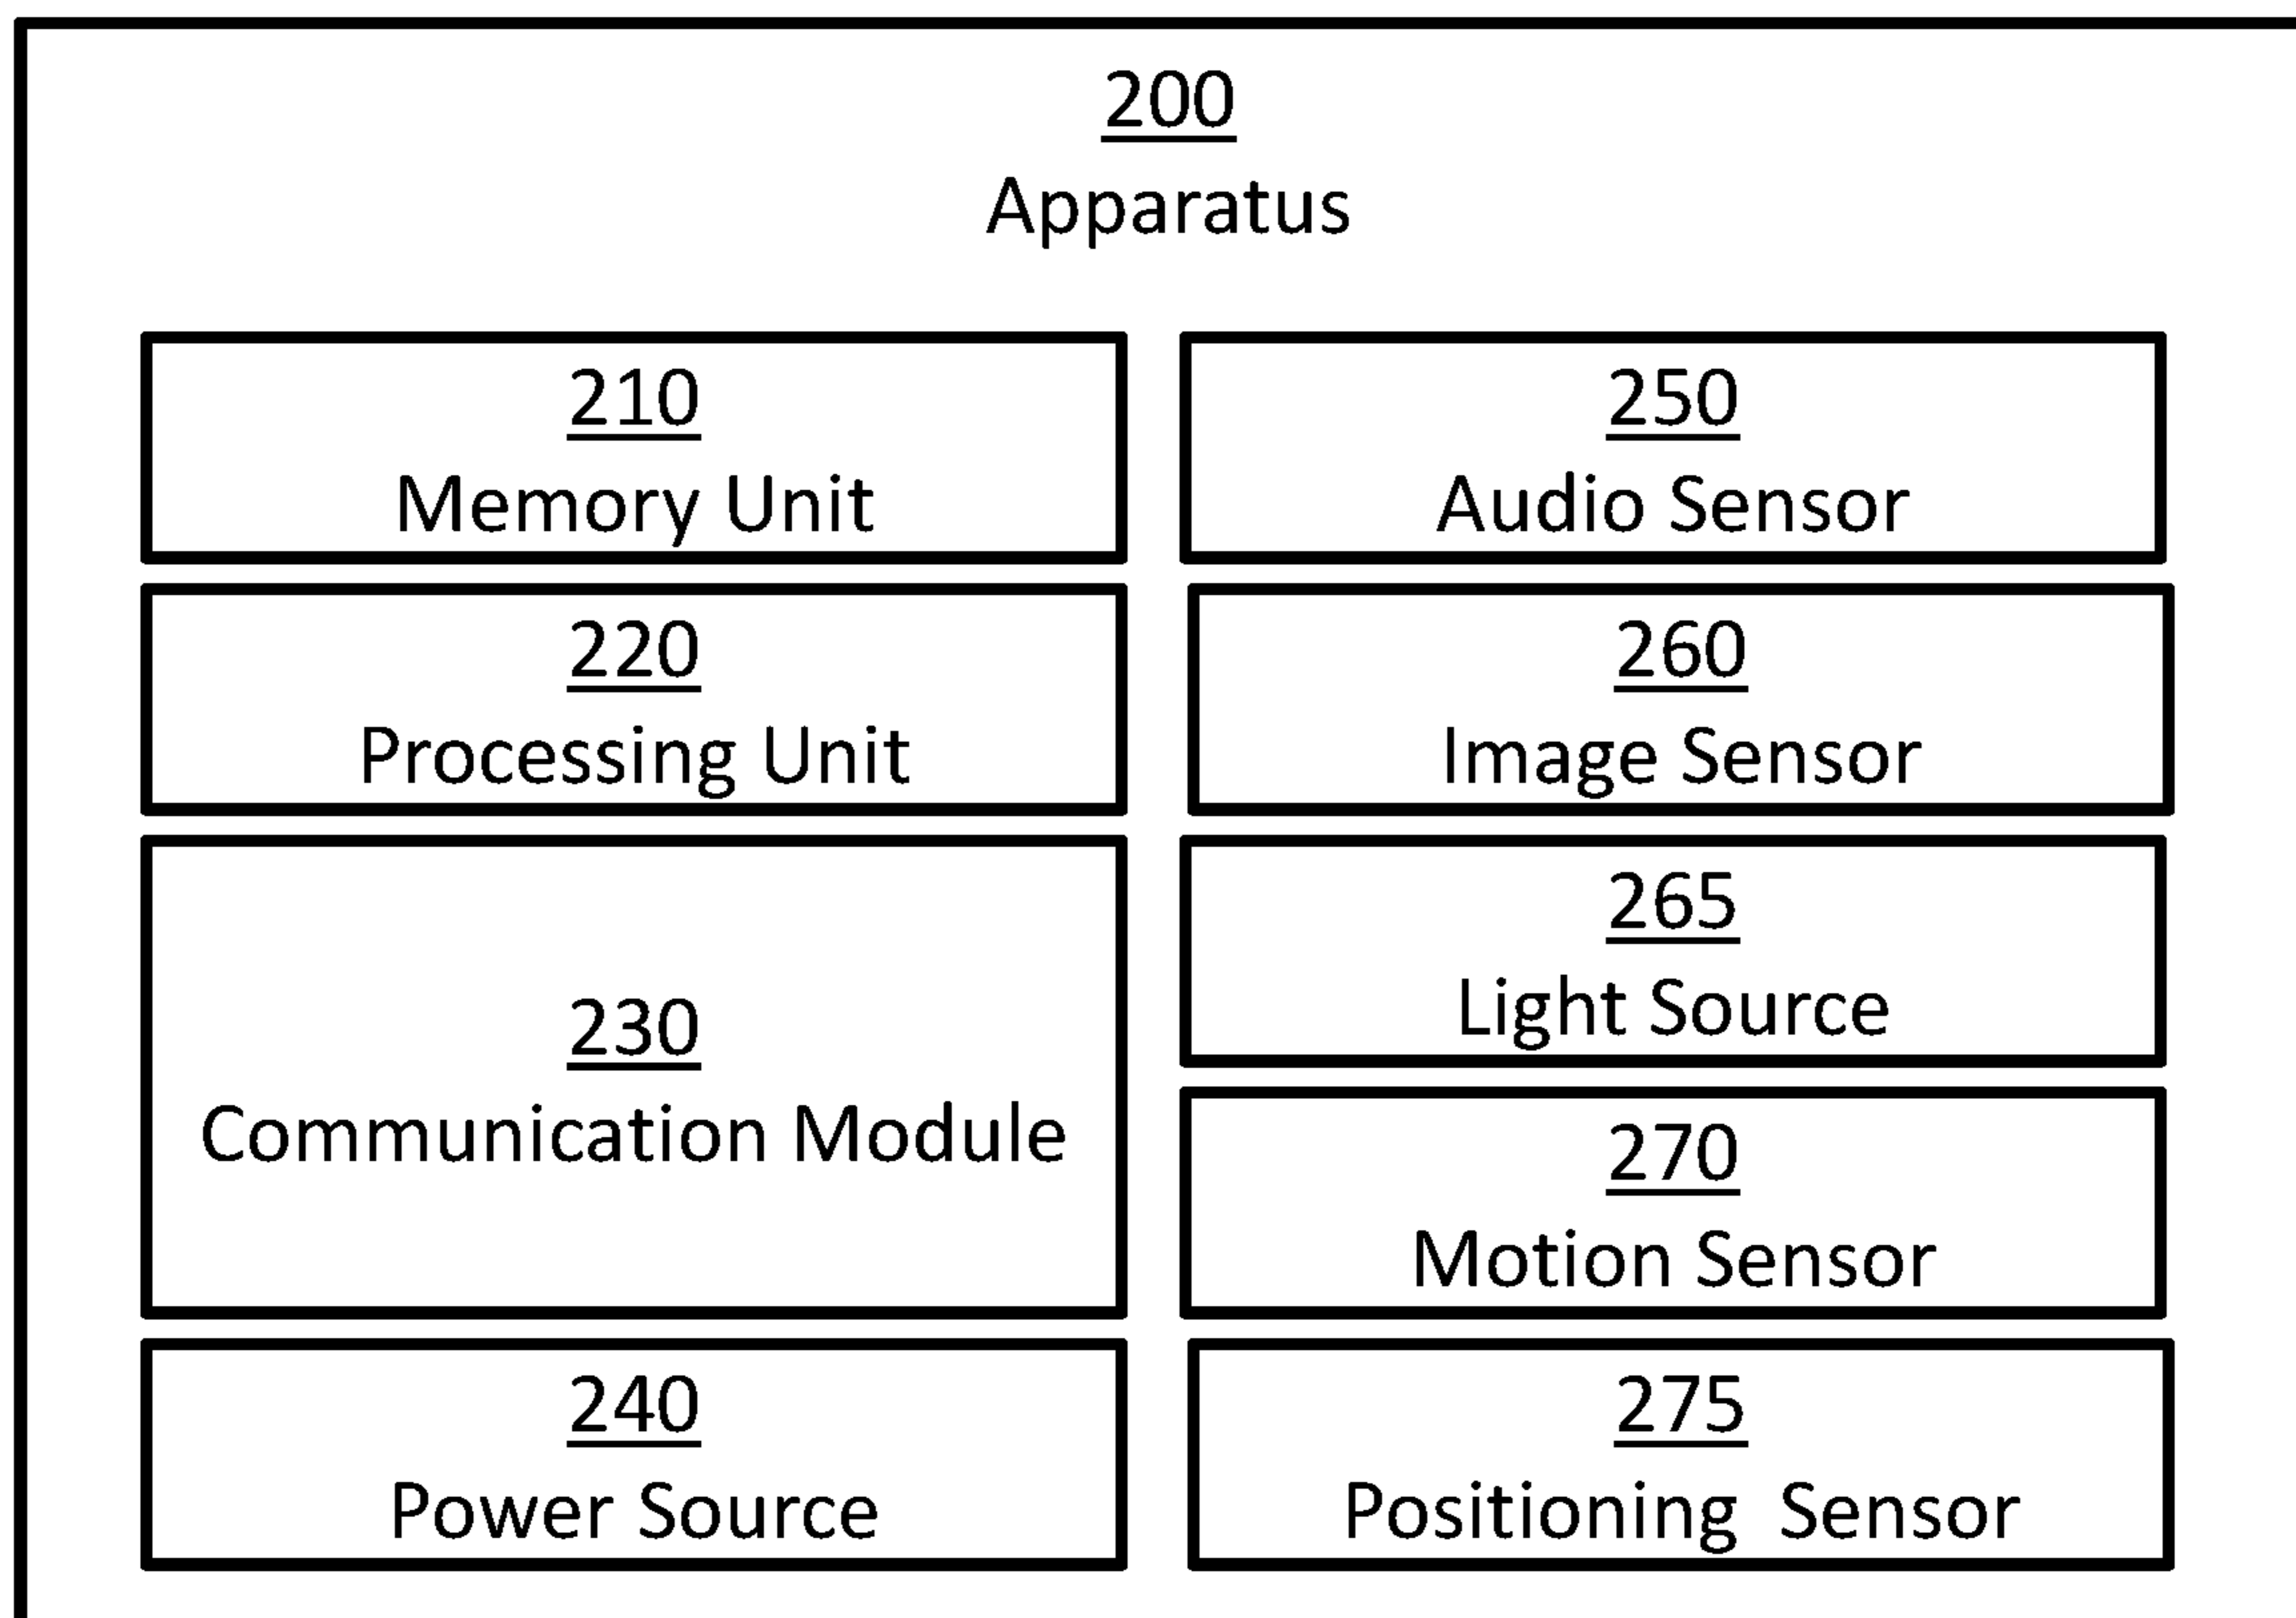 200
Apparatus
210
Memory Unit
220
Processing Unit
230
Communication Module
240
Power Source
250
Audio Sensor
260
Image Sensor
265
Light Source
270
Motion Sensor
275
Positioning Sensor